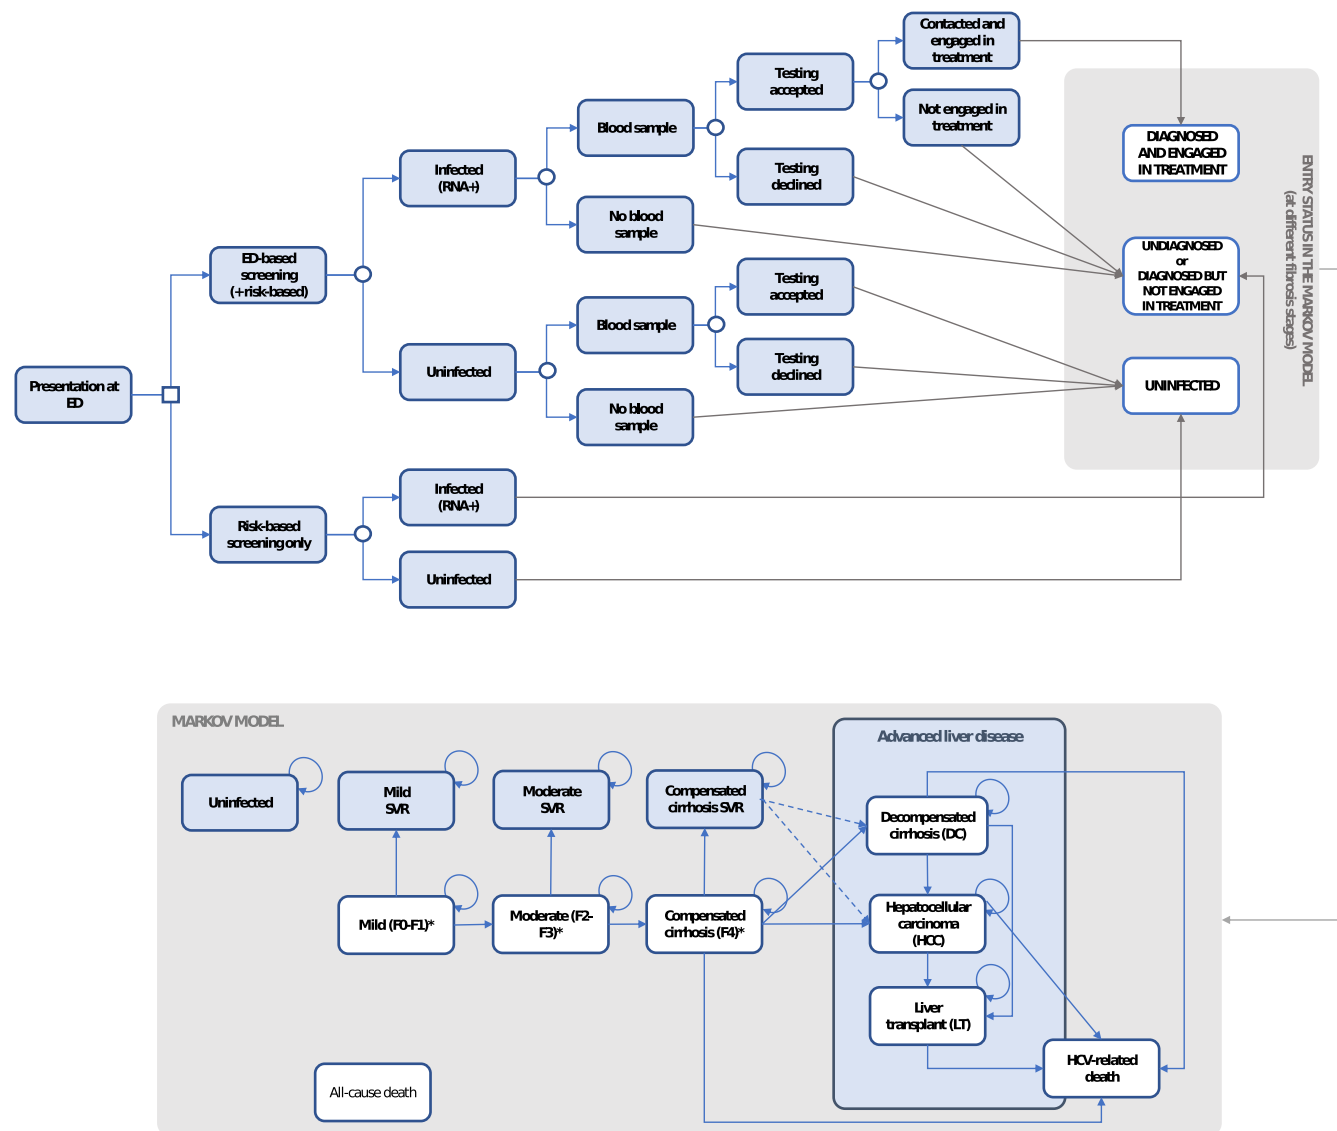 Contacted and
engaged in
treatment
Testing
accepted
Not engaged in
treatment
Blood sample
Testing
declined
Infected
(RNA+)
No blood
sample
DIAGNOSED
AND ENGAGED
IN TREATMENT
ENTRY STATUS IN THE MARKOV MODEL
(at different fibrosis stages)
UNDIAGNOSED
or
DIAGNOSED BUT
NOT ENGAGED
IN TREATMENT
ED-based
screening
(+ risk-based)
Testing
accepted
Blood sample
Testing
declined
Uninfected
No blood
sample
UNINFECTED
Presentation at
ED
Infected
(RNA+)
Risk-based
screening only
Uninfected
MARKOV MODEL
Advanced liver disease
Uninfected
Mild
SVR
Moderate
SVR
Compensated
cirrhosis SVR
Decompensated
cirrhosis (DC)
Mild (F0-F1)*
Moderate (F2-
F3)*
Compensated
cirrhosis (F4)*
Hepatocellular
carcinoma
(HCC)
Liver
transplant (LT)
HCV-related
death
All-cause death